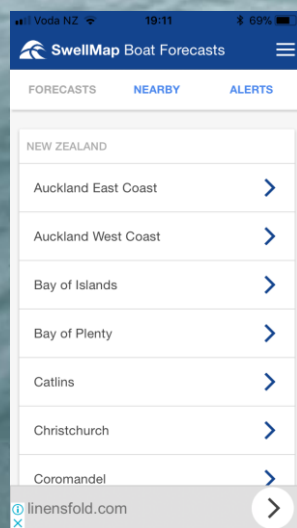 Voda NZ 19:11 69%
SwellMap Boat Forecasts
FORECASTS NEARBY ALERTS
NEW ZEALAND
Auckland East Coast
Auckland West Coast
Bay of Islands
Bay of Plenty
Catlins
Christchurch
Coromandel
linensfold.com